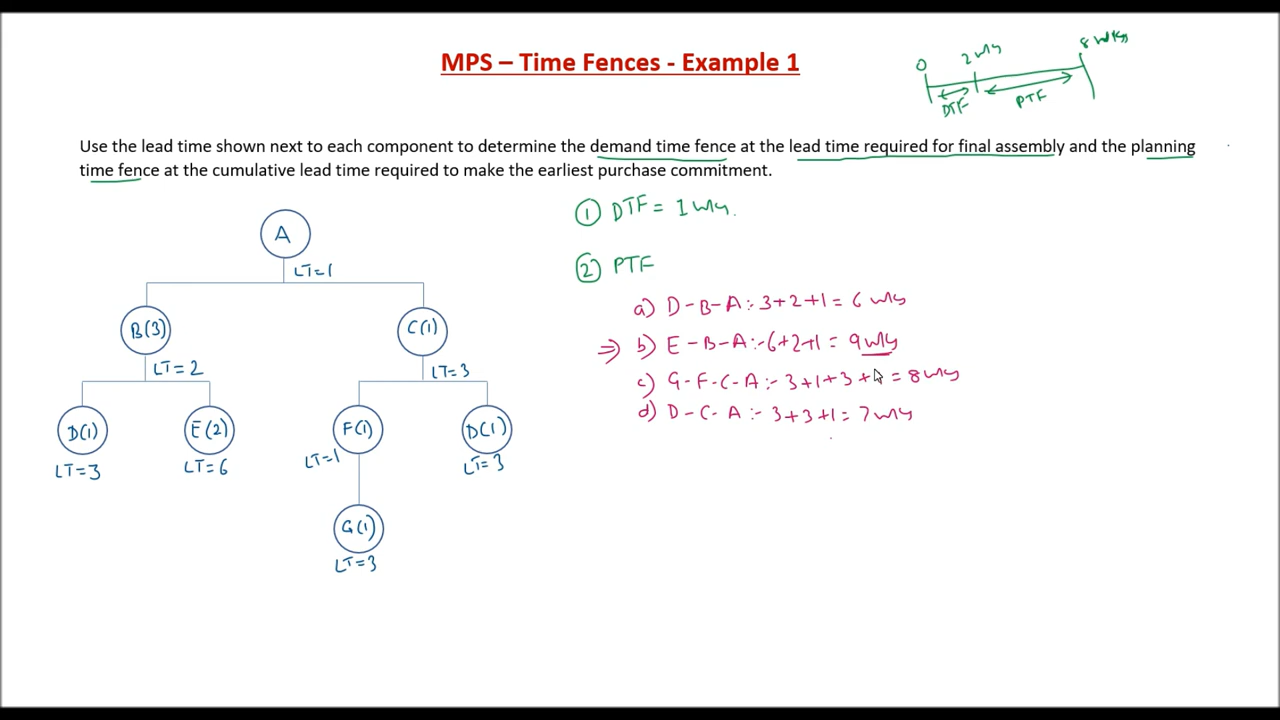 MPS – Time Fences - Example 1
0
2 wks
8 wks
DTF
PTF
Use the lead time shown next to each component to determine the demand time fence at the lead time required for final assembly and the planning
time fence at the cumulative lead time required to make the earliest purchase commitment.
① DTF = 1 wks.
② PTF
a) D-B-A:- 3+2+1 = 6 wks
⇒ b) E-B-A:- 6+2+1 = 9 wks
c) G-F-C-A:- 3+1+3+ = 8 wks
d) D-C-A:- 3+3+1 = 7 wks
A
LT=1
B(3)
C(1)
LT=2
LT=3
D(1)
E(2)
F(1)
D(1)
LT=3
LT=6
LT=1
LT=3
G(1)
LT=3